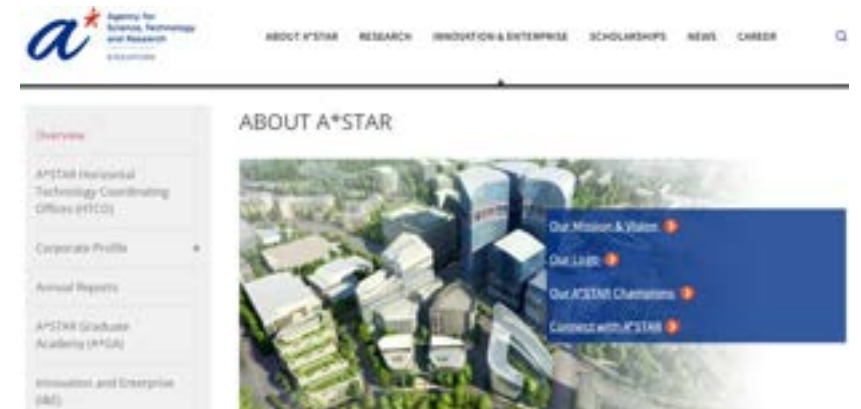 a*
Agency for
Science, Technology
and Research
SINGAPORE
ABOUT A*STAR RESEARCH INNOVATION & ENTERPRISE SCHOLARSHIPS NEWS CAREER
ABOUT A*STAR
Overview
A*STAR Horizontal
Technology Coordinating
Offices (HTCO)
Corporate Profile
Annual Reports
A*STAR Graduate
Academy (A*GA)
Innovation and Enterprise
(I&E)
Our Mission & Vision
Our Logo
Our A*STAR Champions
Connect with A*STAR